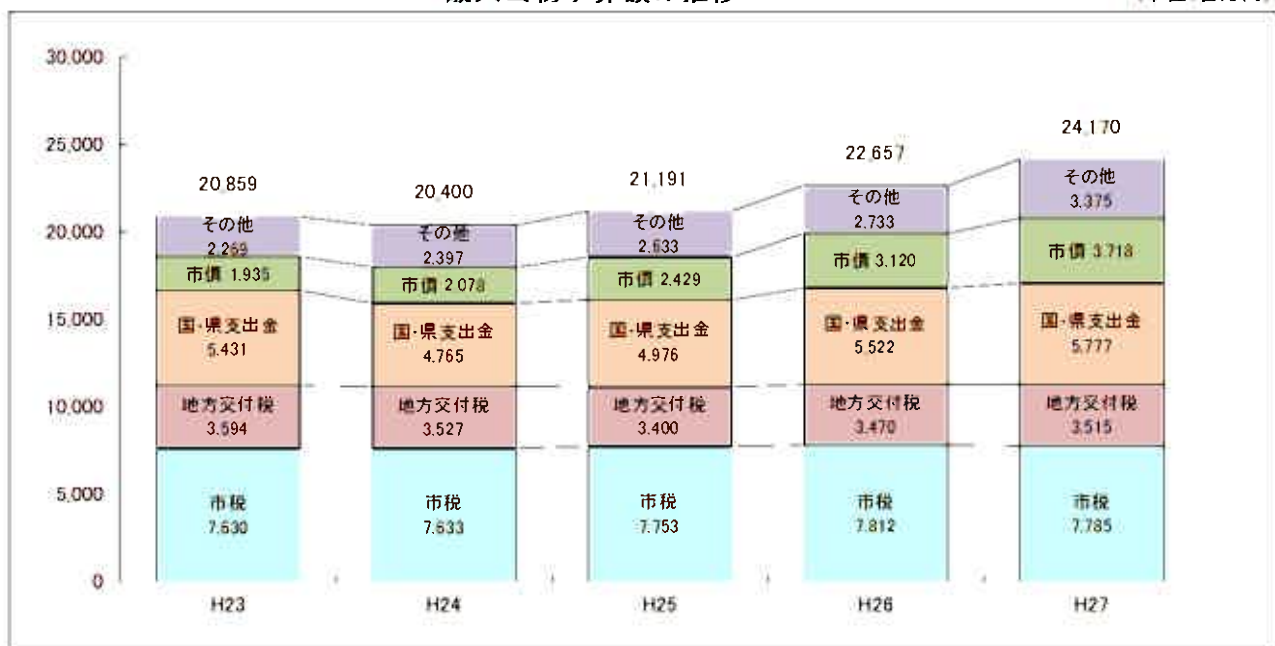 30,000
25,000
20,000
15,000
10,000
5,000
0
20,859
その他
2.269
市債 1.935
国・県支出金
5.431
地方交付税
3.594
市税
7.630
H23
20,400
その他
2.397
市債 2 078
国・県支出金
4.765
地方交付税
3.527
市税
7.633
H24
21,191
その他
2.633
市債 2.429
国・県支出金
4.976
地方交付税
3.400
市税
7.753
H25
22,657
その他
2.733
市債 3.120
国・県支出金
5,522
地方交付税
3.470
市税
7.812
H26
24,170
その他
3.375
市債 3.718
国・県支出金
5.777
地方交付税
3.515
市税
7.785
H27